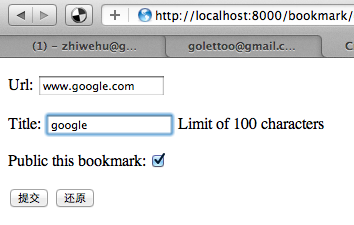 http://localhost:8000/bookmark/
(1) – zhiwehu@g... golettoo@gmail.c...
Url: www.google.com
Title: google Limit of 100 characters
Public this bookmark:
提交 还原